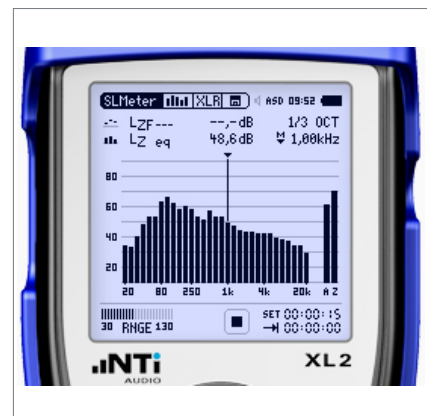 SLMeter XLR ASD 09:52
LZF--- --,-dB 1/3 OCT
LZ eq 48,6dB M 1,00kHz
80
60
40
20
20 80 250 1k 4k 20k A Z
30 RNGE 130
SET 00:00:15
00:00:00
NTi
AUDIO
XL2